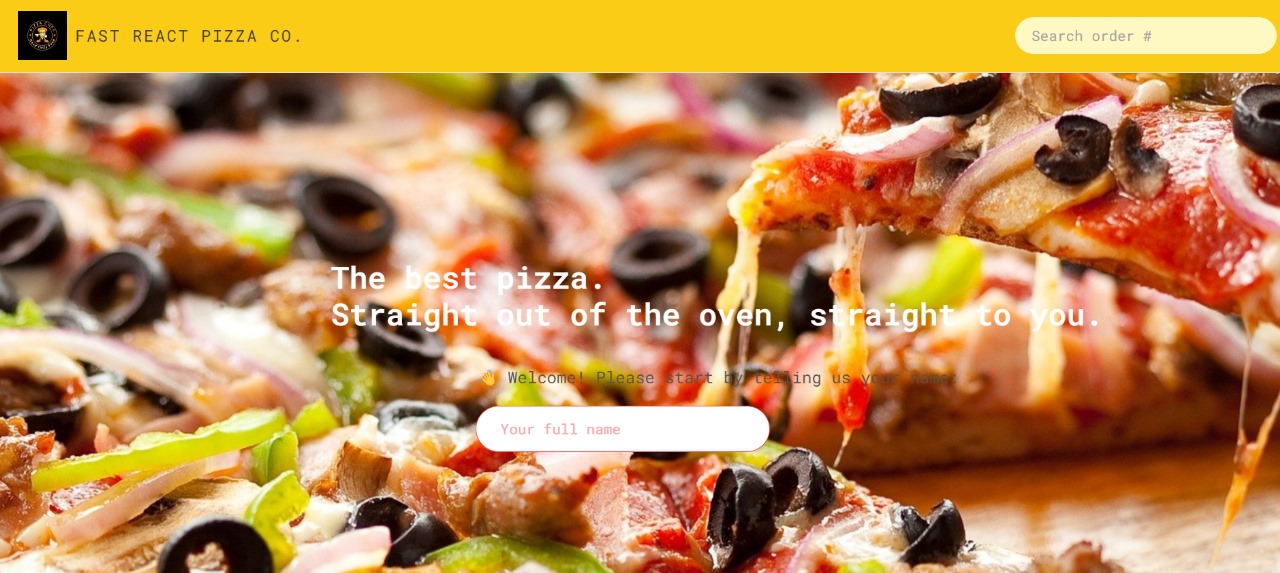 FAST REACT PIZZA CO.
Search order #
The best pizza.
Straight out of the oven, straight to you.
👋 Welcome! Please start by telling us your name:
Your full name